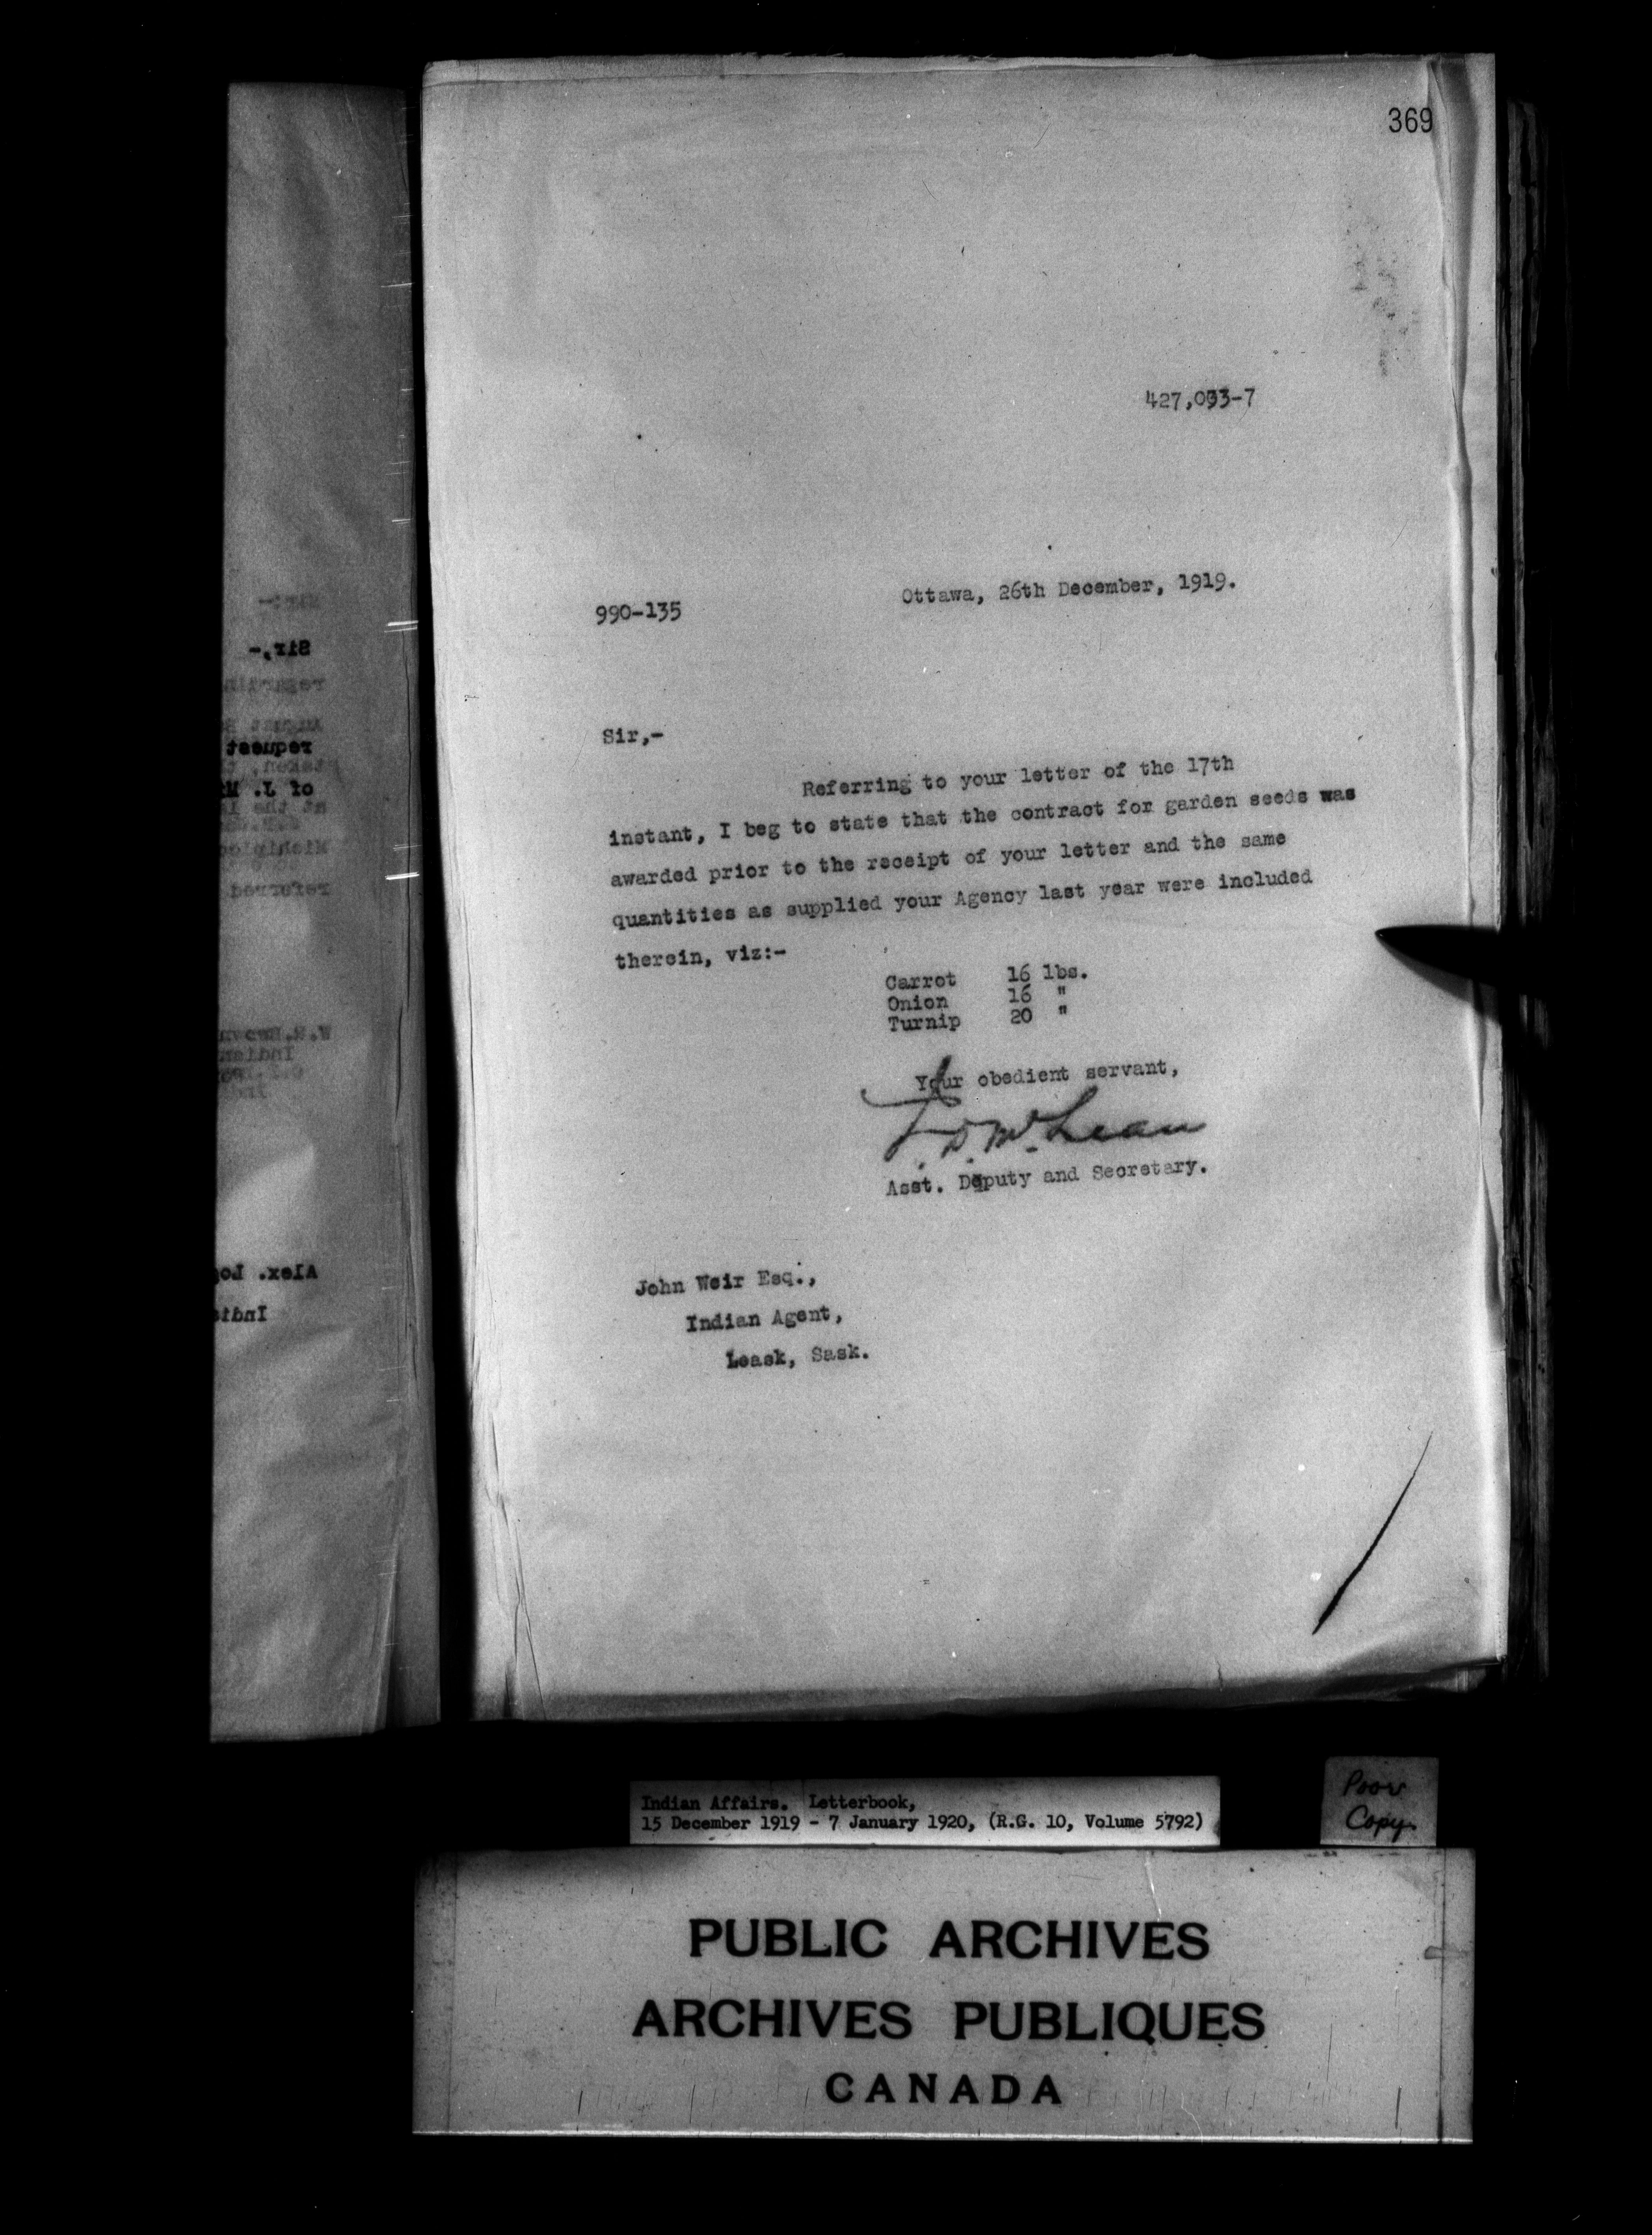 369
427,093-7
990-135
Ottawa, 26th December, 1919.
Sir,-
Referring to your letter of the 17th
instant, I beg to state that the contract for garden seeds was
awarded prior to the receipt of your letter and the same
quantities as supplied your Agency last year were included
therein, viz:-
Carrot 16 lbs.
Onion 16 "
Turnip 20 "
Your obedient servant,
J. D. McLean
Asst. Deputy and Secretary.
John Weir Esq.,
Indian Agent,
Leask, Sask.
Indian Affairs. Letterbook,
15 December 1919 - 7 January 1920, (R.G. 10, Volume 5792)
Poor
Copy
PUBLIC ARCHIVES
ARCHIVES PUBLIQUES
CANADA